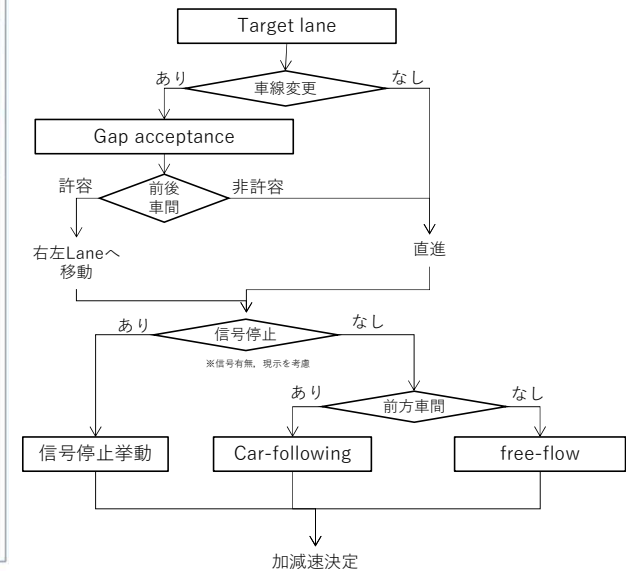 Target lane
あり
車線変更
なし
Gap acceptance
許容
前後
車間
非許容
右左Laneへ
移動
直進
あり
信号停止
なし
※信号有無，現示を考慮
あり
前方車間
なし
信号停止挙動
Car-following
free-flow
加減速決定